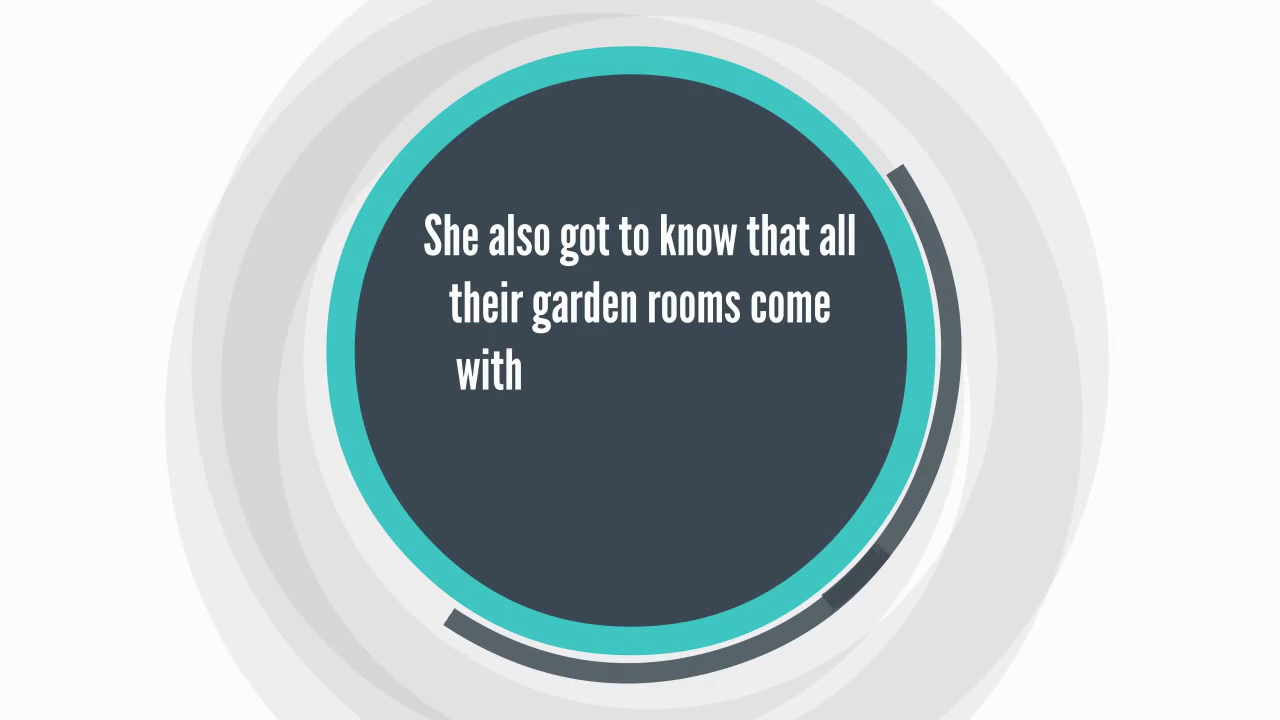 She also got to know that all
their garden rooms come
with